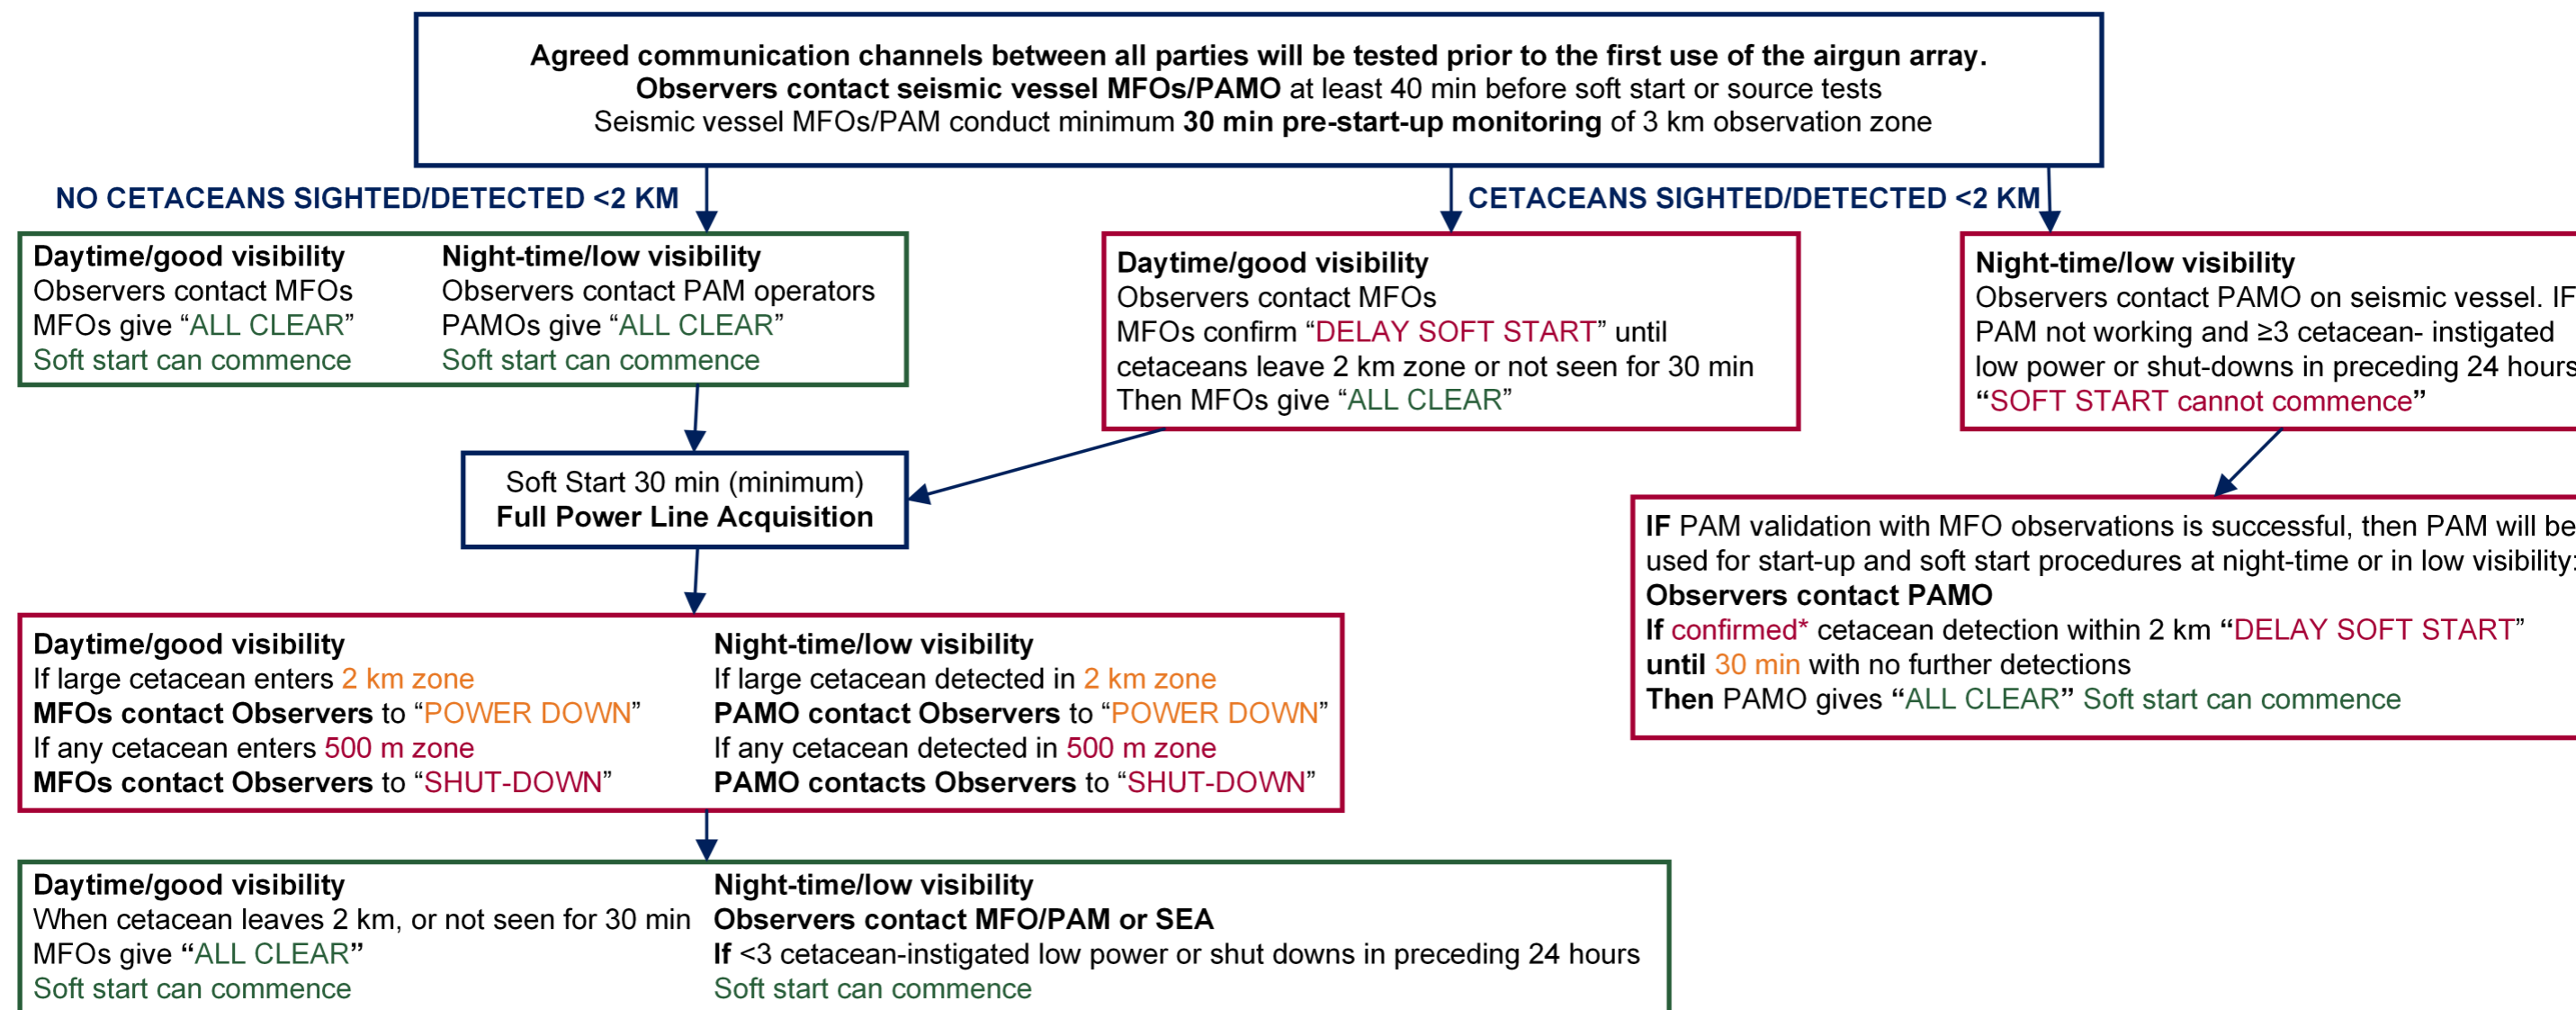 Agreed communication channels between all parties will be tested prior to the first use of the airgun array.
Observers contact seismic vessel MFOs/PAMO at least 40 min before soft start or source tests
Seismic vessel MFOs/PAM conduct minimum 30 min pre-start-up monitoring of 3 km observation zone
NO CETACEANS SIGHTED/DETECTED <2 KM
CETACEANS SIGHTED/DETECTED <2 KM
Daytime/good visibility
Observers contact MFOs
MFOs give “ALL CLEAR”
Soft start can commence
Night-time/low visibility
Observers contact PAM operators
PAMOs give “ALL CLEAR”
Soft start can commence
Daytime/good visibility
Observers contact MFOs
MFOs confirm “DELAY SOFT START” until
cetaceans leave 2 km zone or not seen for 30 min
Then MFOs give “ALL CLEAR”
Night-time/low visibility
Observers contact PAMO on seismic vessel. IF
PAM not working and ≥3 cetacean- instigated
low power or shut-downs in preceding 24 hours
“SOFT START cannot commence”
Soft Start 30 min (minimum)
Full Power Line Acquisition
IF PAM validation with MFO observations is successful, then PAM will be
used for start-up and soft start procedures at night-time or in low visibility:
Observers contact PAMO
If confirmed* cetacean detection within 2 km “DELAY SOFT START”
until 30 min with no further detections
Then PAMO gives “ALL CLEAR” Soft start can commence
Daytime/good visibility
If large cetacean enters 2 km zone
MFOs contact Observers to “POWER DOWN”
If any cetacean enters 500 m zone
MFOs contact Observers to “SHUT-DOWN”
Night-time/low visibility
If large cetacean detected in 2 km zone
PAMO contact Observers to “POWER DOWN”
If any cetacean detected in 500 m zone
PAMO contacts Observers to “SHUT-DOWN”
Daytime/good visibility
When cetacean leaves 2 km, or not seen for 30 min
MFOs give “ALL CLEAR”
Soft start can commence
Night-time/low visibility
Observers contact MFO/PAM or SEA
If <3 cetacean-instigated low power or shut downs in preceding 24 hours
Soft start can commence